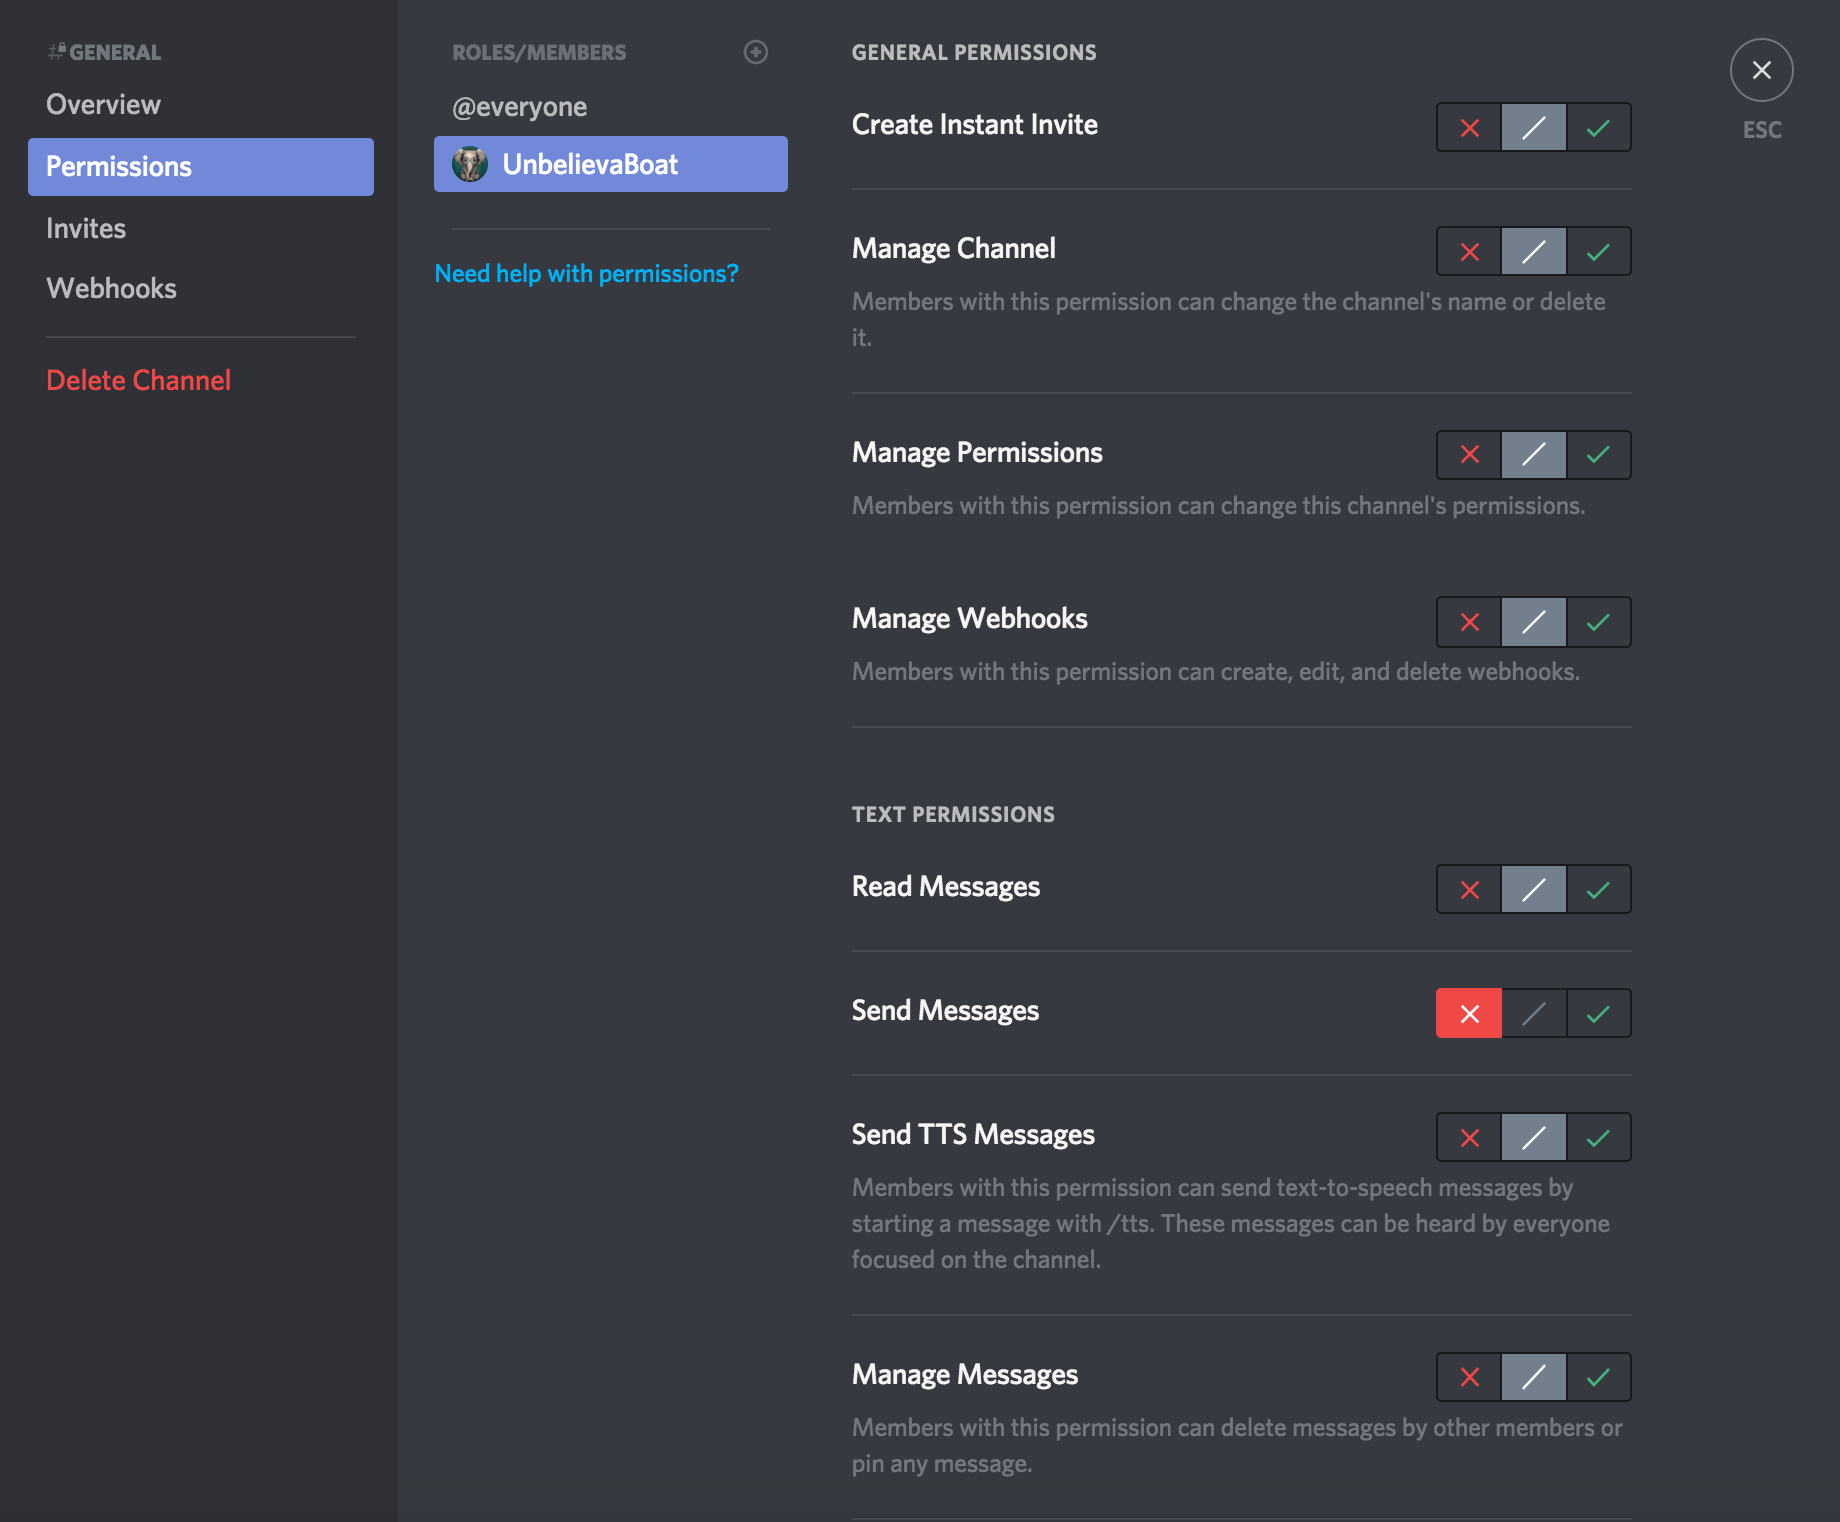 GENERAL
Overview
Permissions
Invites
Webhooks
Delete Channel
ROLES/MEMBERS
@everyone
UnbelievaBoat
Need help with permissions?
GENERAL PERMISSIONS
Create Instant Invite
Manage Channel
Members with this permission can change the channel's name or delete
it.
Manage Permissions
Members with this permission can change this channel's permissions.
Manage Webhooks
Members with this permission can create, edit, and delete webhooks.
TEXT PERMISSIONS
Read Messages
Send Messages
Send TTS Messages
Members with this permission can send text-to-speech messages by
starting a message with /tts. These messages can be heard by everyone
focused on the channel.
Manage Messages
Members with this permission can delete messages by other members or
pin any message.
ESC